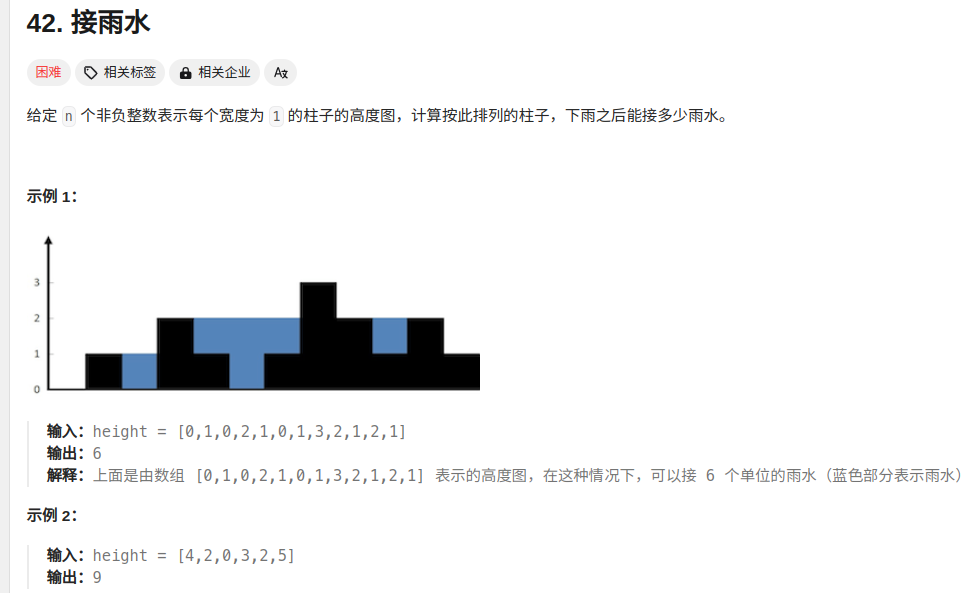 42. 接雨水
困难 相关标签 相关企业 Az
给定 n 个非负整数表示每个宽度为 1 的柱子的高度图，计算按此排列的柱子，下雨之后能接多少雨水。
示例 1：
3
2
1
0
输入：height = [0,1,0,2,1,0,1,3,2,1,2,1]
输出：6
解释：上面是由数组 [0,1,0,2,1,0,1,3,2,1,2,1] 表示的高度图，在这种情况下，可以接 6 个单位的雨水（蓝色部分表示雨水）
示例 2：
输入：height = [4,2,0,3,2,5]
输出：9